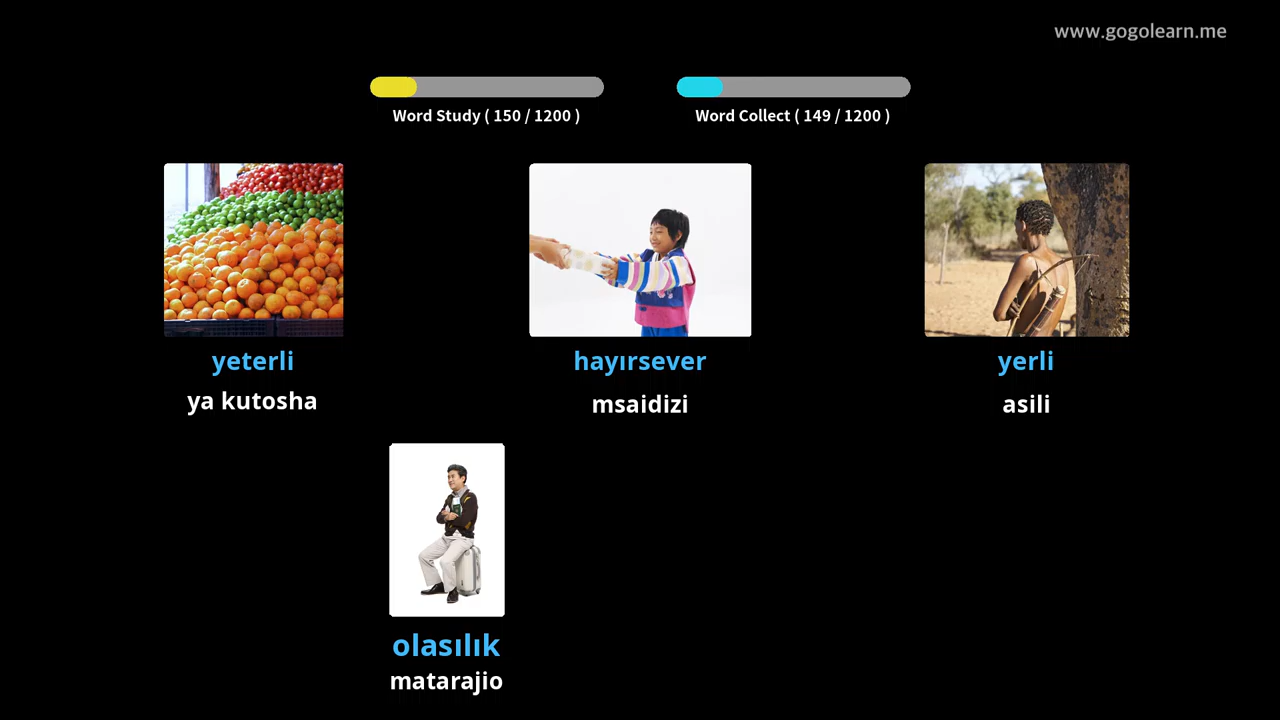 www.gogolearn.me
Word Study ( 150 / 1200 )
Word Collect ( 149 / 1200 )
yeterli
ya kutosha
hayırsever
msaidizi
yerli
asili
olasılık
matarajio